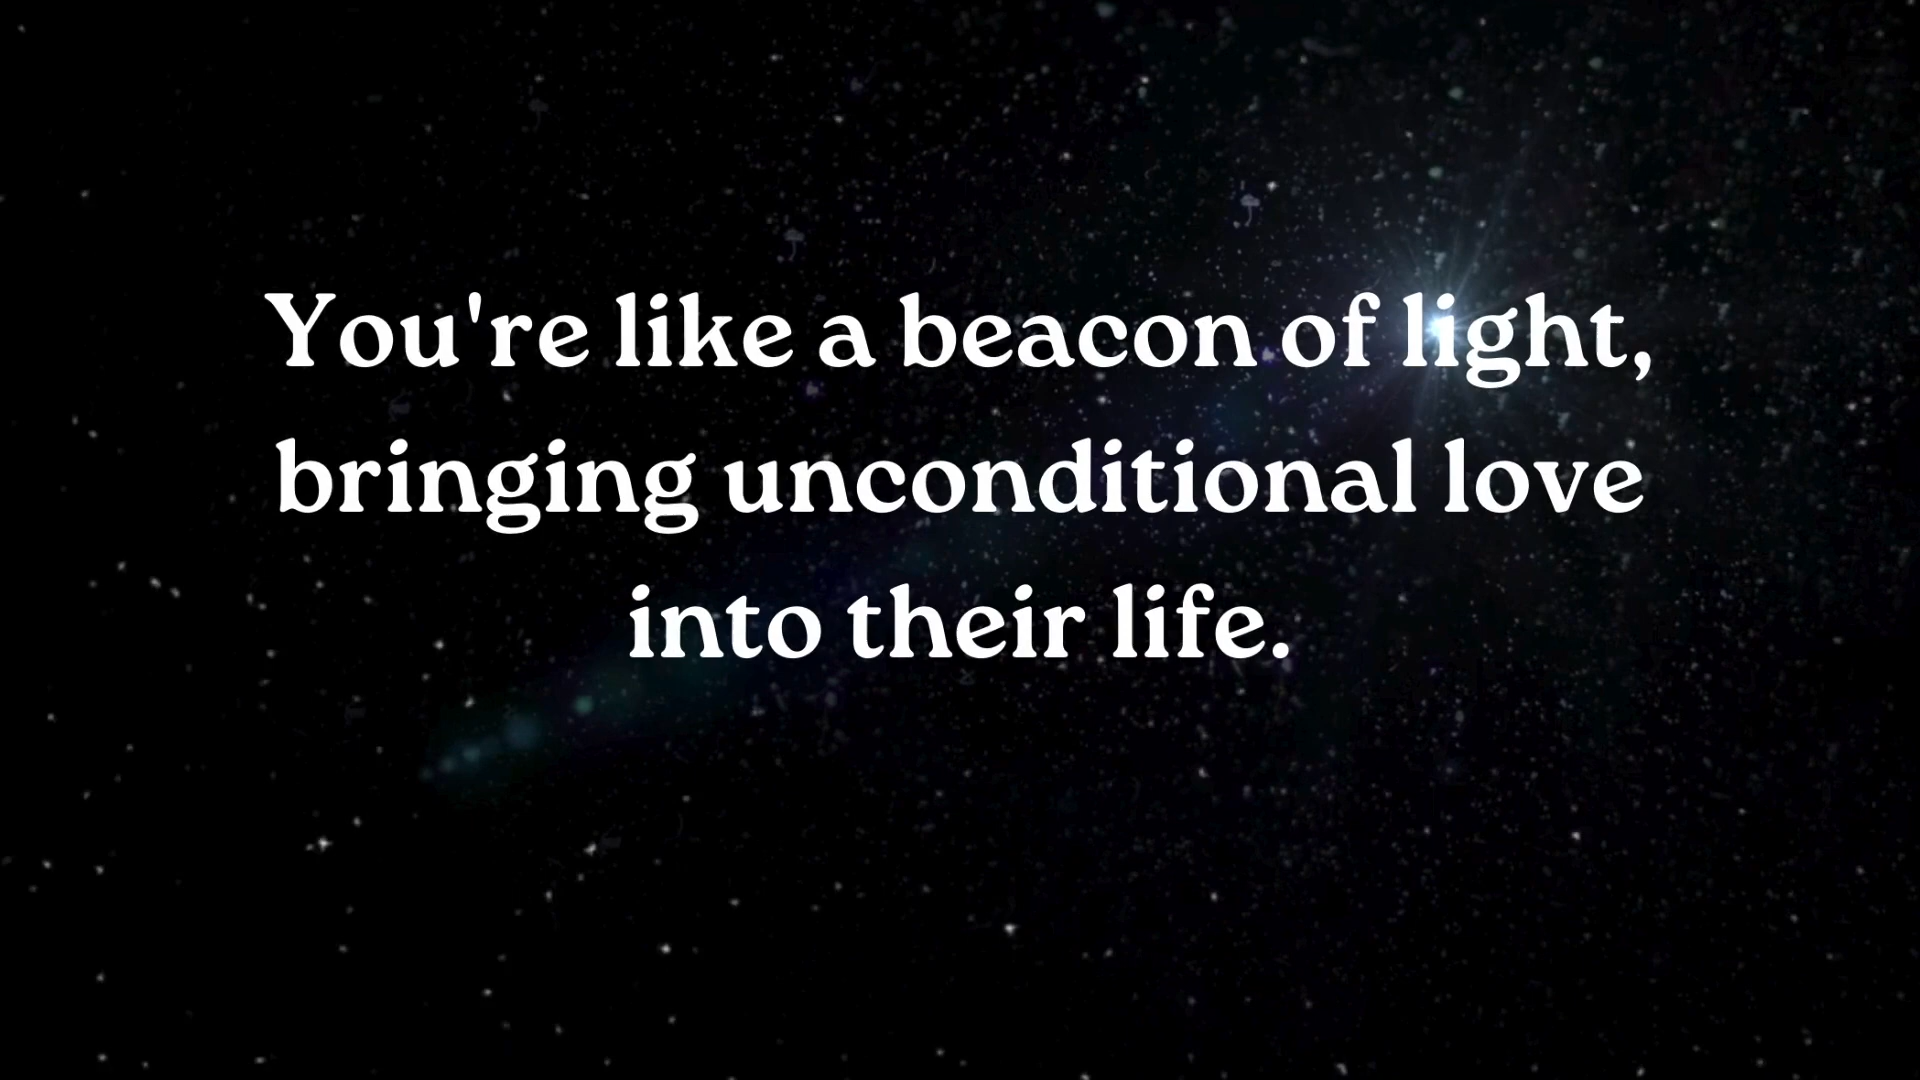 You're like a beacon of light,
bringing unconditional love
into their life.